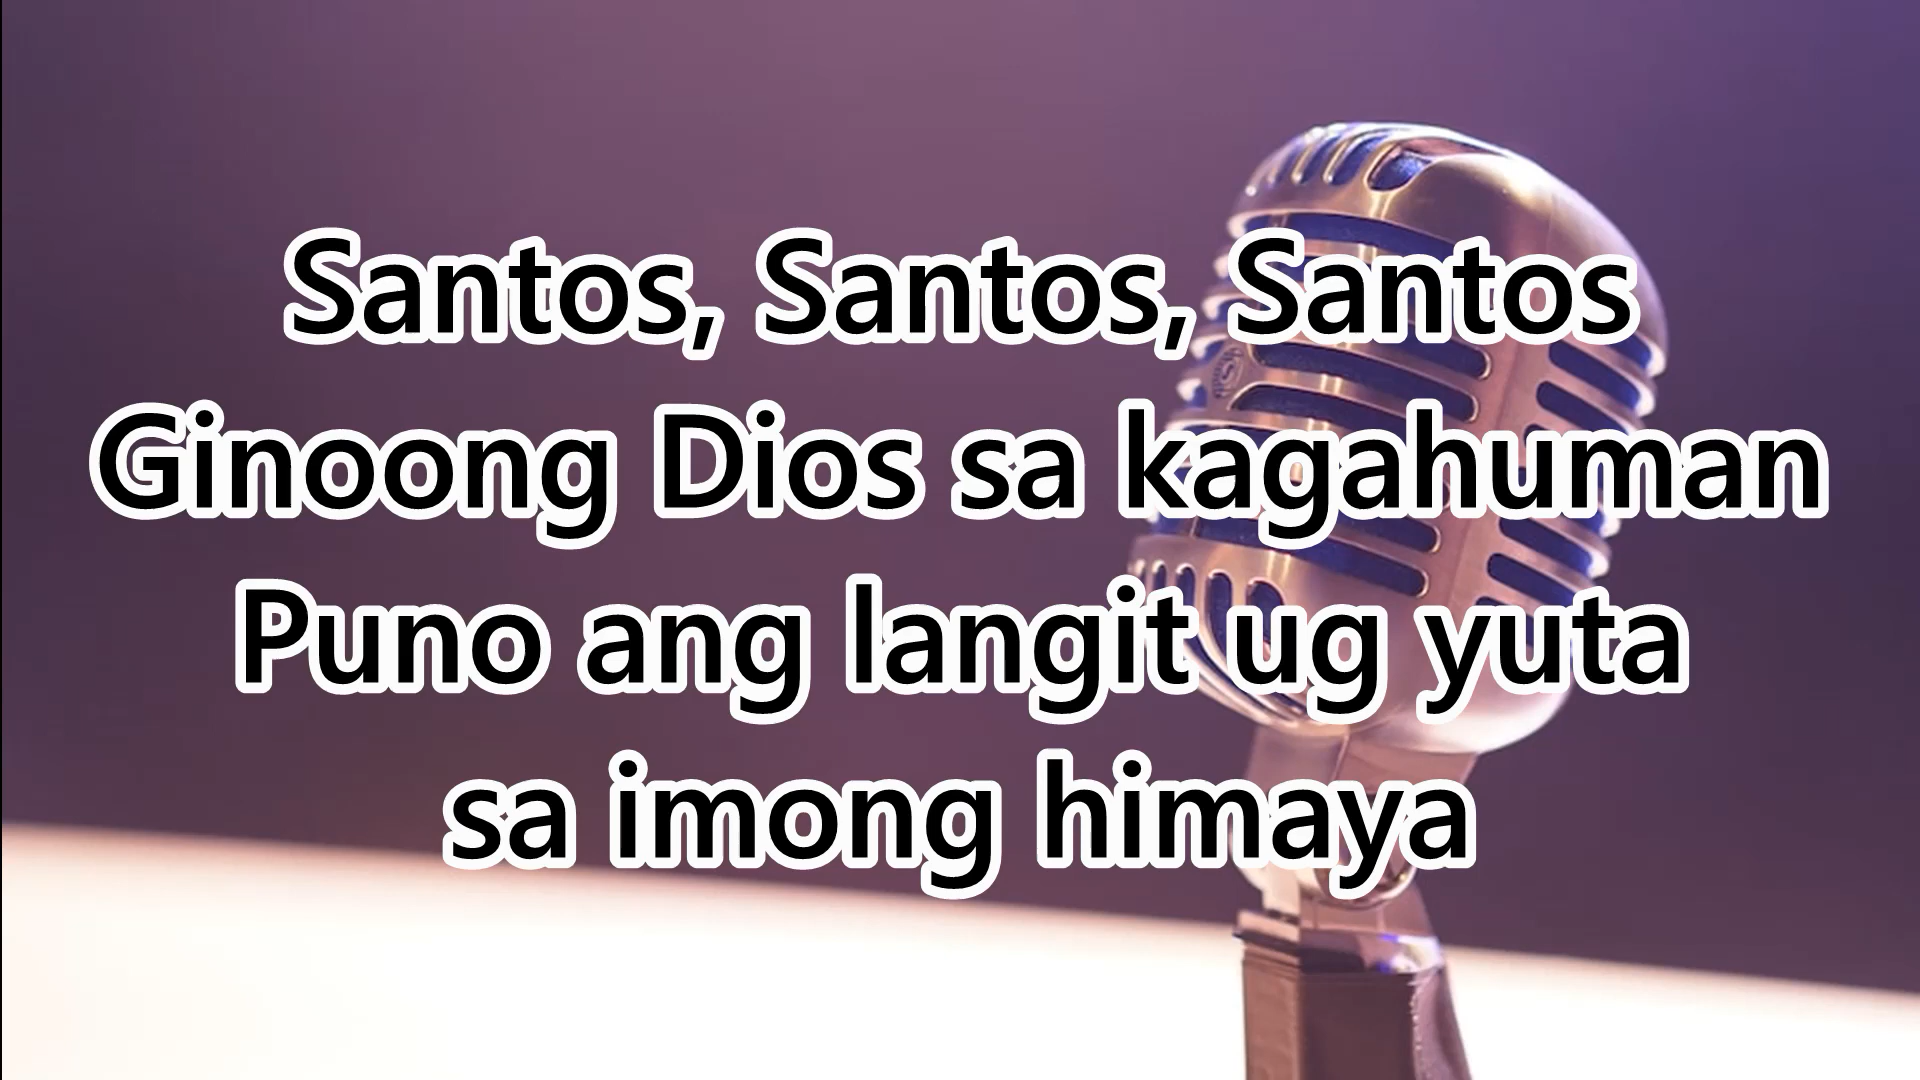 Santos, Santos, Santos
Ginoong Dios sa kagahuman
Puno ang langit ug yuta
sa imong himaya